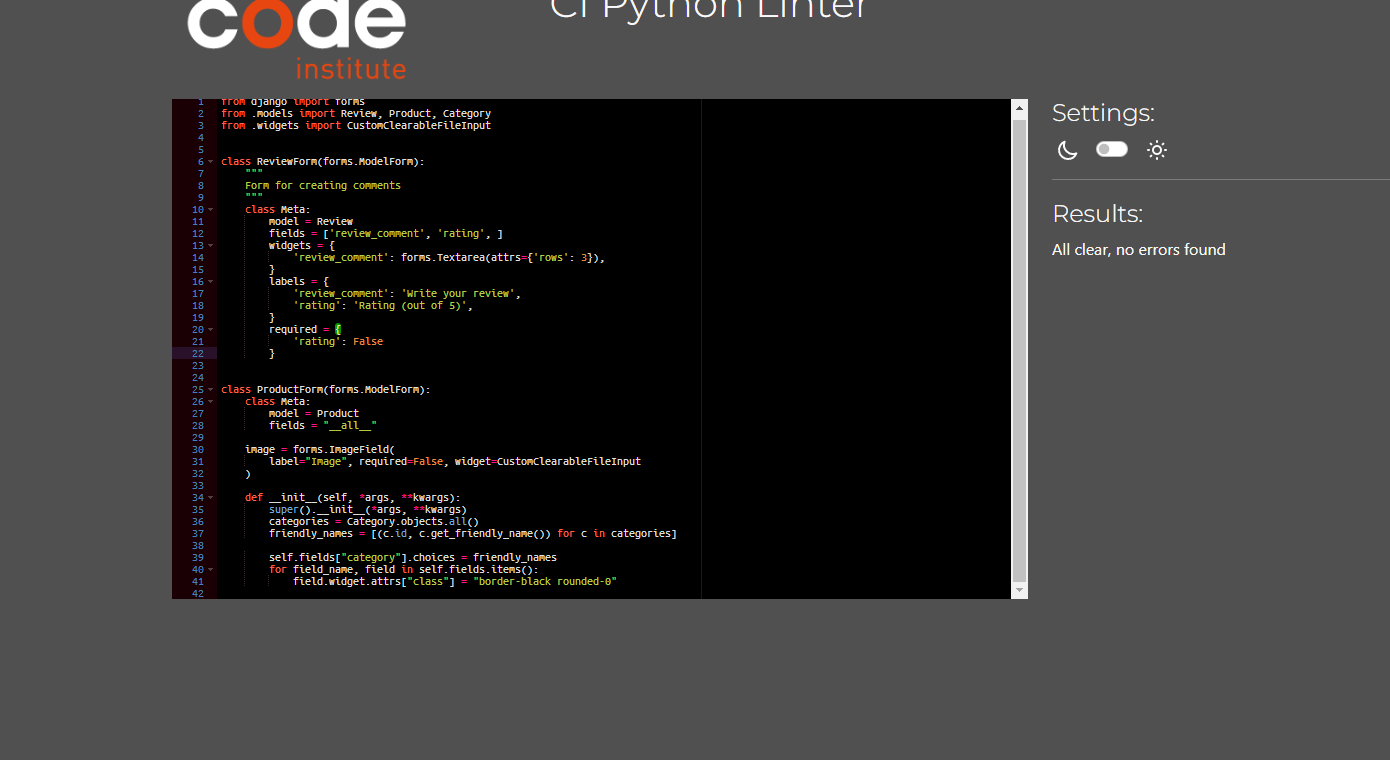 code
institute
CI Python Linter
1 from django import forms
2 from .models import Review, Product, Category
3 from .widgets import CustomClearableFileInput
4
5
6 class ReviewForm(forms.ModelForm):
7     """
8     Form for creating comments
9     """
10     class Meta:
11         model = Review
12         fields = ['review_comment', 'rating', ]
13         widgets = {
14             'review_comment': forms.Textarea(attrs={'rows': 3}),
15         }
16         labels = {
17             'review_comment': 'Write your review',
18             'rating': 'Rating (out of 5)',
19         }
20         required = {
21             'rating': False
22         }
23
24
25 class ProductForm(forms.ModelForm):
26     class Meta:
27         model = Product
28         fields = "__all__"
29
30     image = forms.ImageField(
31         label="Image", required=False, widget=CustomClearableFileInput
32     )
33
34     def __init__(self, *args, **kwargs):
35         super().__init__(*args, **kwargs)
36         categories = Category.objects.all()
37         friendly_names = [(c.id, c.get_friendly_name()) for c in categories]
38
39         self.fields["category"].choices = friendly_names
40         for field_name, field in self.fields.items():
41             field.widget.attrs["class"] = "border-black rounded-0"
42
Settings:
Results:
All clear, no errors found